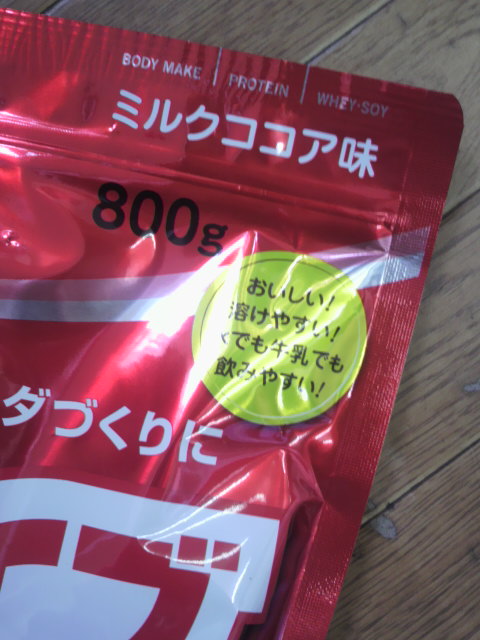 BODY MAKE PROTEIN WHEY・SOY
ミルクココア味
800g
おいしい!
溶けやすい!
でも牛乳でも
飲みやすい!
ダづくりに